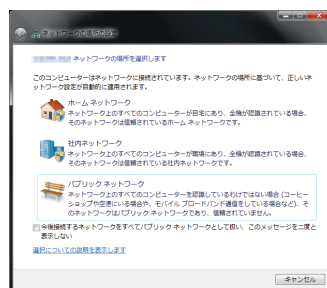 ネットワークの場所の設定
ネットワークの場所を選択します
このコンピューターはネットワークに接続されています。ネットワークの場所に基づいて、正しいネ
ットワーク設定が自動的に適用されます。
ホーム ネットワーク
ネットワーク上のすべてのコンピューターが自宅にあり、全機が認識されている場合、
そのネットワークは信頼されているホーム ネットワークです。
社内ネットワーク
ネットワーク上のすべてのコンピューターが職場にあり、全機が認識されている場合、
そのネットワークは信頼されている社内ネットワークです。
パブリック ネットワーク
ネットワーク上のすべてのコンピューターを認識しているわけではない場合 (コーヒー
ショップや空港にいる場合や、モバイル ブロードバンド通信をしている場合など)、そ
のネットワークはパブリック ネットワークであり、信頼されていません。
今後接続するネットワークをすべてパブリック ネットワークとして扱い、このメッセージを二度と
表示しない
選択についての説明を表示します
キャンセル